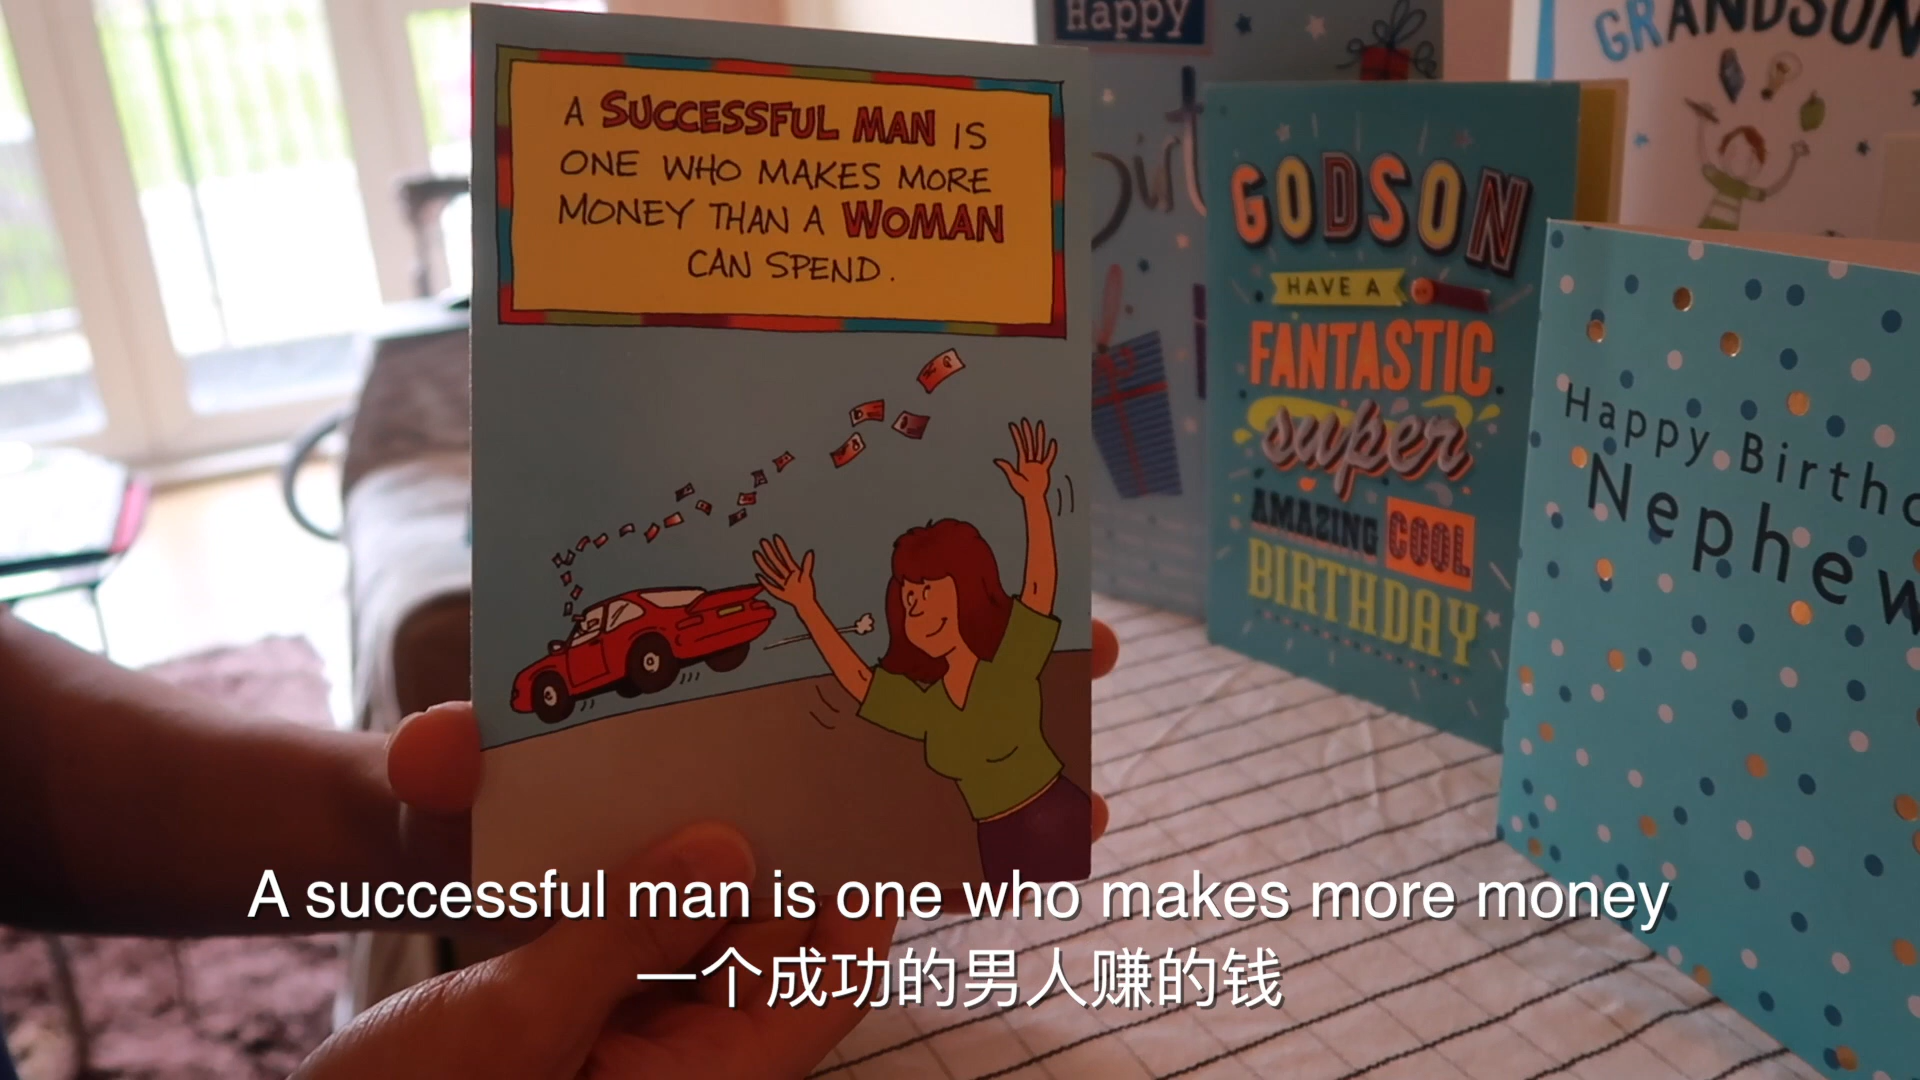 A SUCCESSFUL MAN IS
ONE WHO MAKES MORE
MONEY THAN A WOMAN
CAN SPEND.
Happy
GRANDSON
GODSON
HAVE A
FANTASTIC
super
AMAZING COOL
BIRTHDAY
Happy
Nephew
A successful man is one who makes more money
一个成功的男人赚的钱